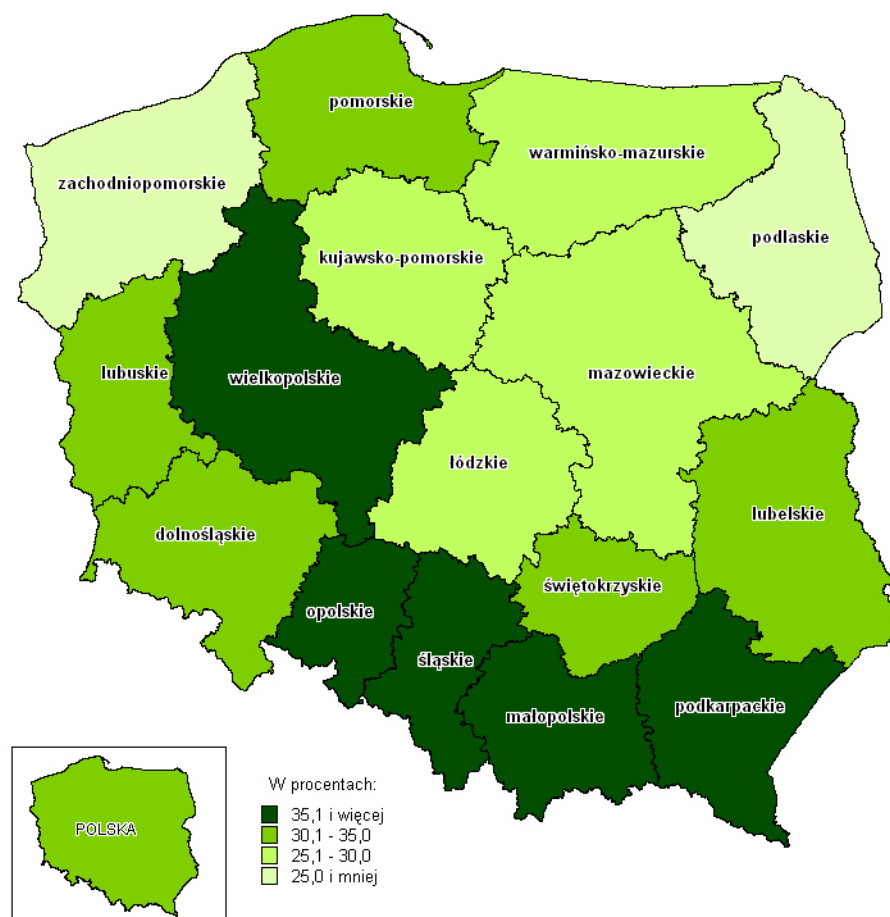 pomorskie
warmińsko-mazurskie
zachodniopomorskie
podlaskie
kujawsko-pomorskie
lubuskie
wielkopolskie
mazowieckie
łódzkie
lubelskie
dolnośląskie
świętokrzyskie
opolskie
śląskie
małopolskie
podkarpackie
POLSKA
W procentach:
35,1 i więcej
30,1 - 35,0
25,1 - 30,0
25,0 i mniej